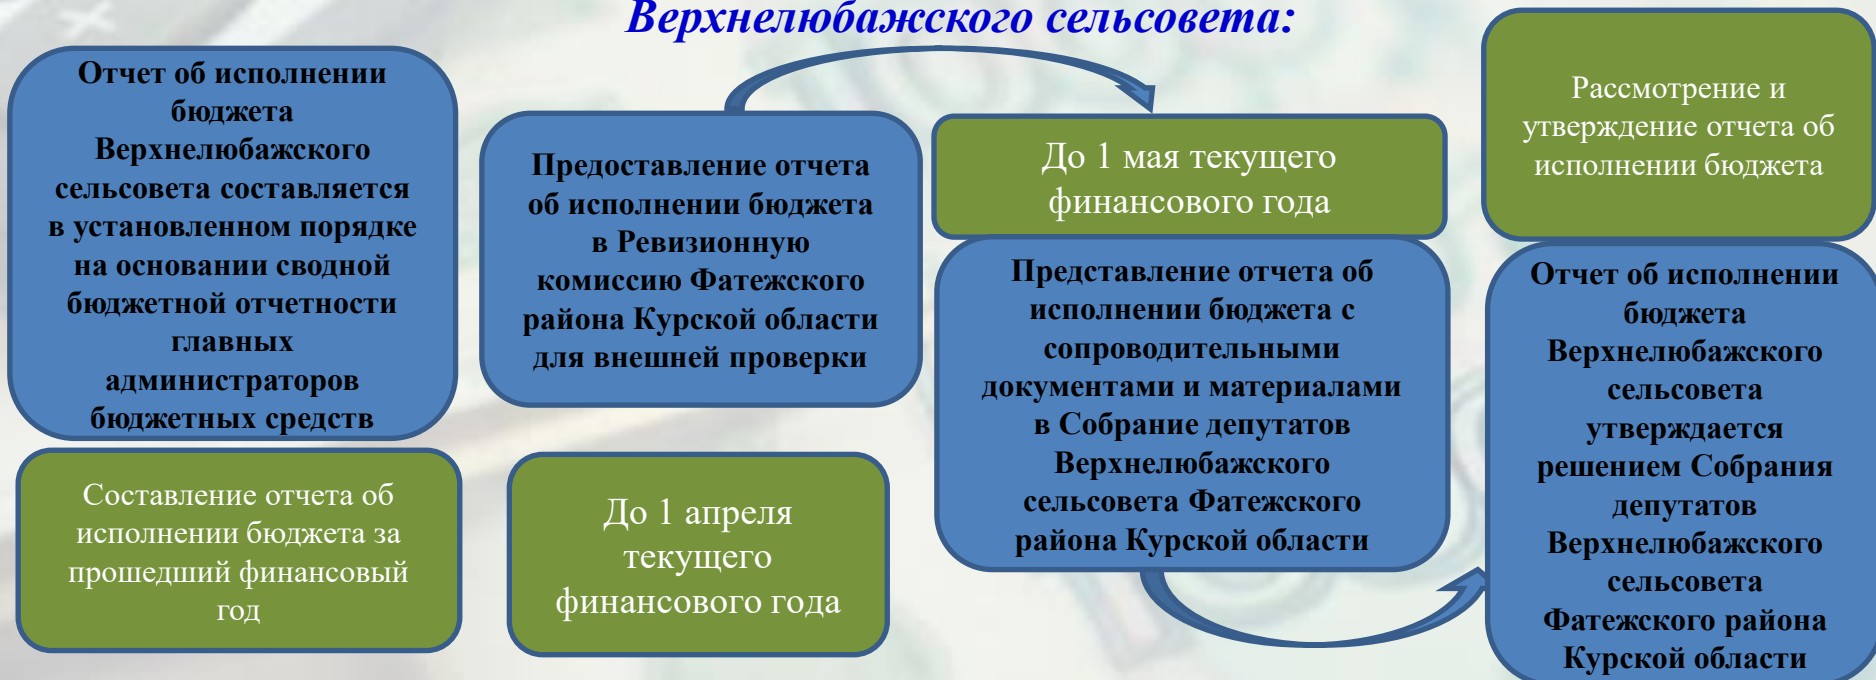 Верхнелюбажского сельсовета:
Отчет об исполнении
бюджета
Верхнелюбажского
сельсовета составляется
в установленном порядке
на основании сводной
бюджетной отчетности
главных
администраторов
бюджетных средств
Составление отчета об
исполнении бюджета за
прошедший финансовый
год
Предоставление отчета
об исполнении бюджета
в Ревизионную
комиссию Фатежского
района Курской области
для внешней проверки
До 1 апреля
текущего
финансового года
До 1 мая текущего
финансового года
Представление отчета об
исполнении бюджета с
сопроводительными
документами и материалами
в Собрание депутатов
Верхнелюбажского
сельсовета Фатежского
района Курской области
Рассмотрение и
утверждение отчета об
исполнении бюджета
Отчет об исполнении
бюджета
Верхнелюбажского
сельсовета
утверждается
решением Собрания
депутатов
Верхнелюбажского
сельсовета
Фатежского района
Курской области